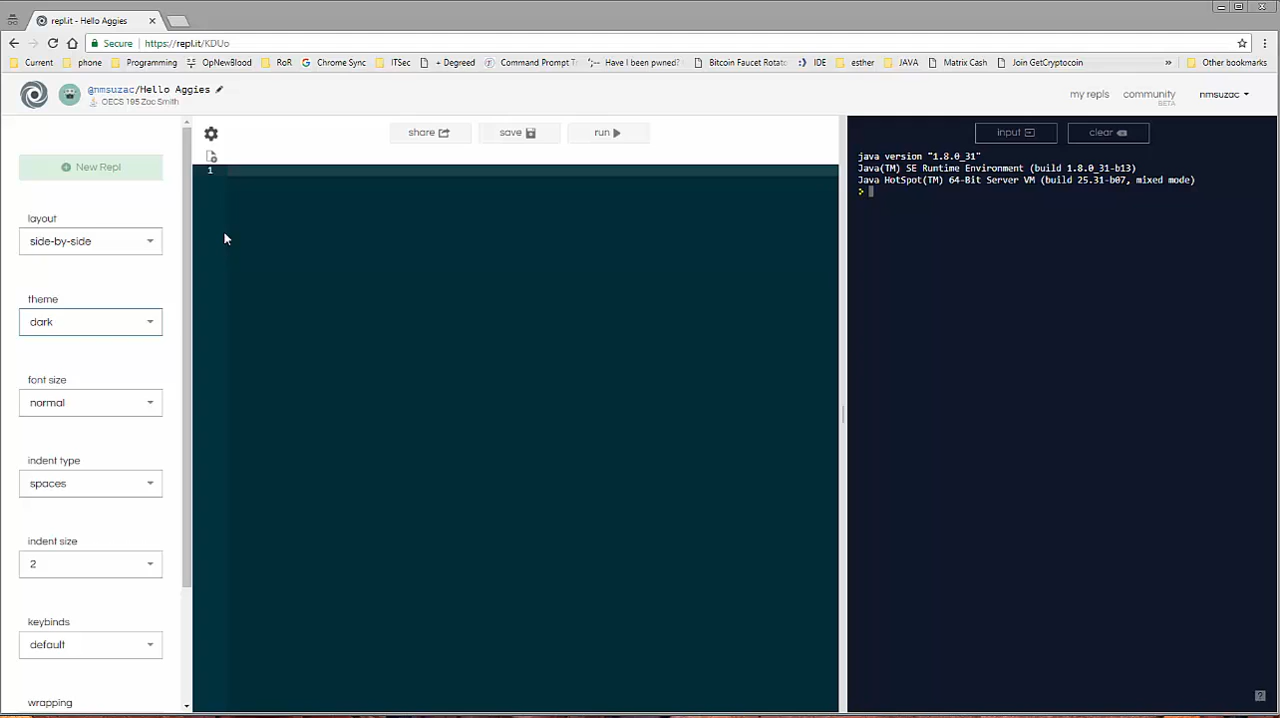 repl.it - Hello Aggies
Secure https://repl.it/KDUo
Current phone Programming OpNewBlood RoR Chrome Sync ITSec + Degreed Command Prompt T Have I been pwned? Bitcoin Faucet Rotato IDE esther JAVA Matrix Cash Join GetCryptocoin » Other bookmarks
@nmsuzac/Hello Aggies
OECS 195 Zac Smith
my repls community nmsuzac
BETA
share save run
input clear
New Repl
1
java version "1.8.0_31"
Java(TM) SE Runtime Environment (build 1.8.0_31-b13)
Java HotSpot(TM) 64-Bit Server VM (build 25.31-b07, mixed mode)
>
layout
side-by-side
theme
dark
font size
normal
indent type
spaces
indent size
2
keybinds
default
wrapping
?